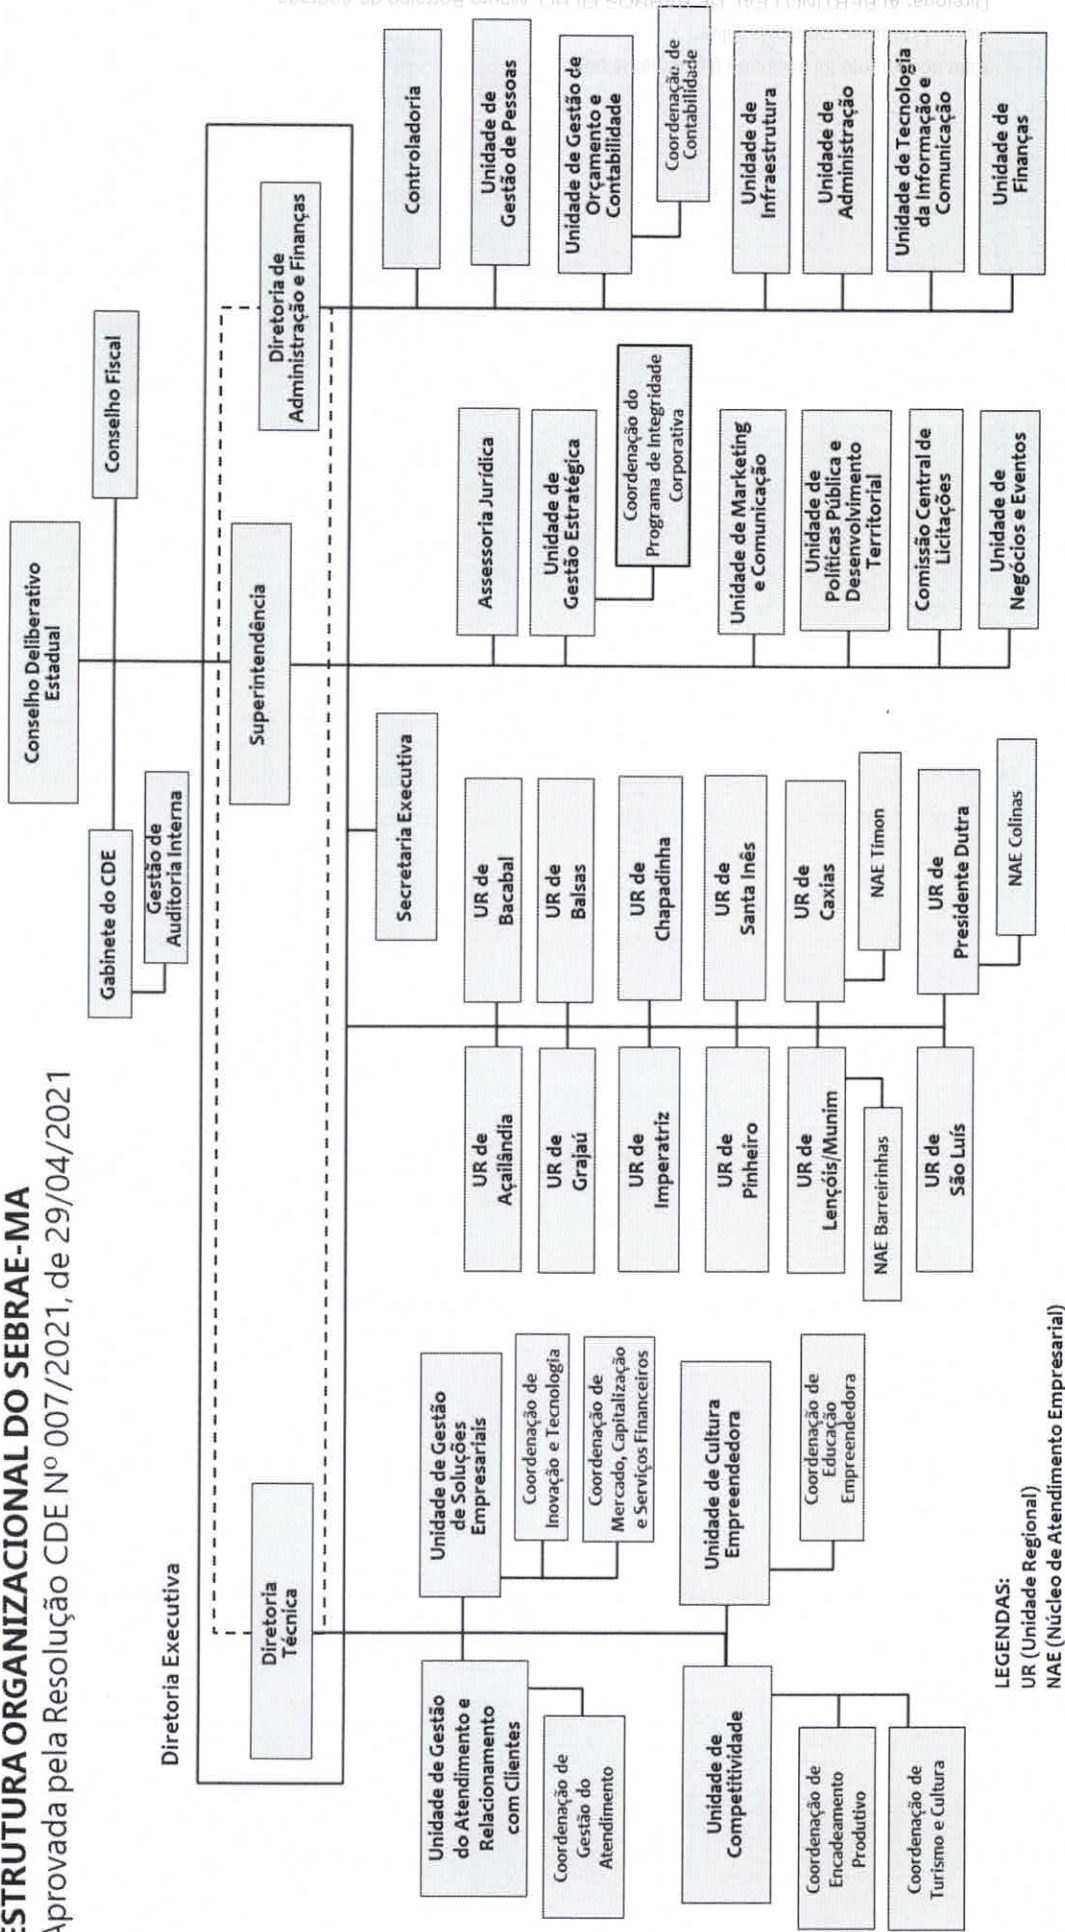 ESTRUTURA ORGANIZACIONAL DO SEBRAE-MA
Aprovada pela Resolução CDE Nº 007/2021, de 29/04/2021
Conselho Deliberativo
Estadual
Gabinete do CDE
Conselho Fiscal
Gestão de
Auditoria Interna
Diretoria Executiva
Diretoria
Técnica
Superintendência
Diretoria de
Administração e Finanças
Secretaria Executiva
Unidade de Gestão
do Atendimento e
Relacionamento
com Clientes
Coordenação de
Gestão do
Atendimento
Unidade de Gestão
de Soluções
Empresariais
Coordenação de
Inovação e Tecnologia
Coordenação de
Mercado, Capitalização
e Serviços Financeiros
Unidade de
Competitividade
Coordenação de
Encadeamento
Produtivo
Coordenação de
Turismo e Cultura
Unidade de Cultura
Empreendedora
Coordenação de
Educação
Empreendedora
UR de
Açailândia
UR de
Bacabal
UR de
Grajaú
UR de
Balsas
UR de
Imperatriz
UR de
Chapadinha
UR de
Pinheiro
UR de
Santa Inês
UR de
Lençóis/Munim
NAE Barreirinhas
UR de
Caxias
NAE Timon
UR de
São Luís
UR de
Presidente Dutra
NAE Colinas
Assessoria Jurídica
Unidade de
Gestão Estratégica
Coordenação do
Programa de Integridade
Corporativa
Unidade de Marketing
e Comunicação
Unidade de
Políticas Pública e
Desenvolvimento
Territorial
Comissão Central de
Licitações
Unidade de
Negócios e Eventos
Controladoria
Unidade de
Gestão de Pessoas
Unidade de Gestão de
Orçamento e
Contabilidade
Coordenação de
Contabilidade
Unidade de
Infraestrutura
Unidade de
Administração
Unidade de Tecnologia
da Informação e
Comunicação
Unidade de
Finanças
LEGENDAS:
UR (Unidade Regional)
NAE (Núcleo de Atendimento Empresarial)